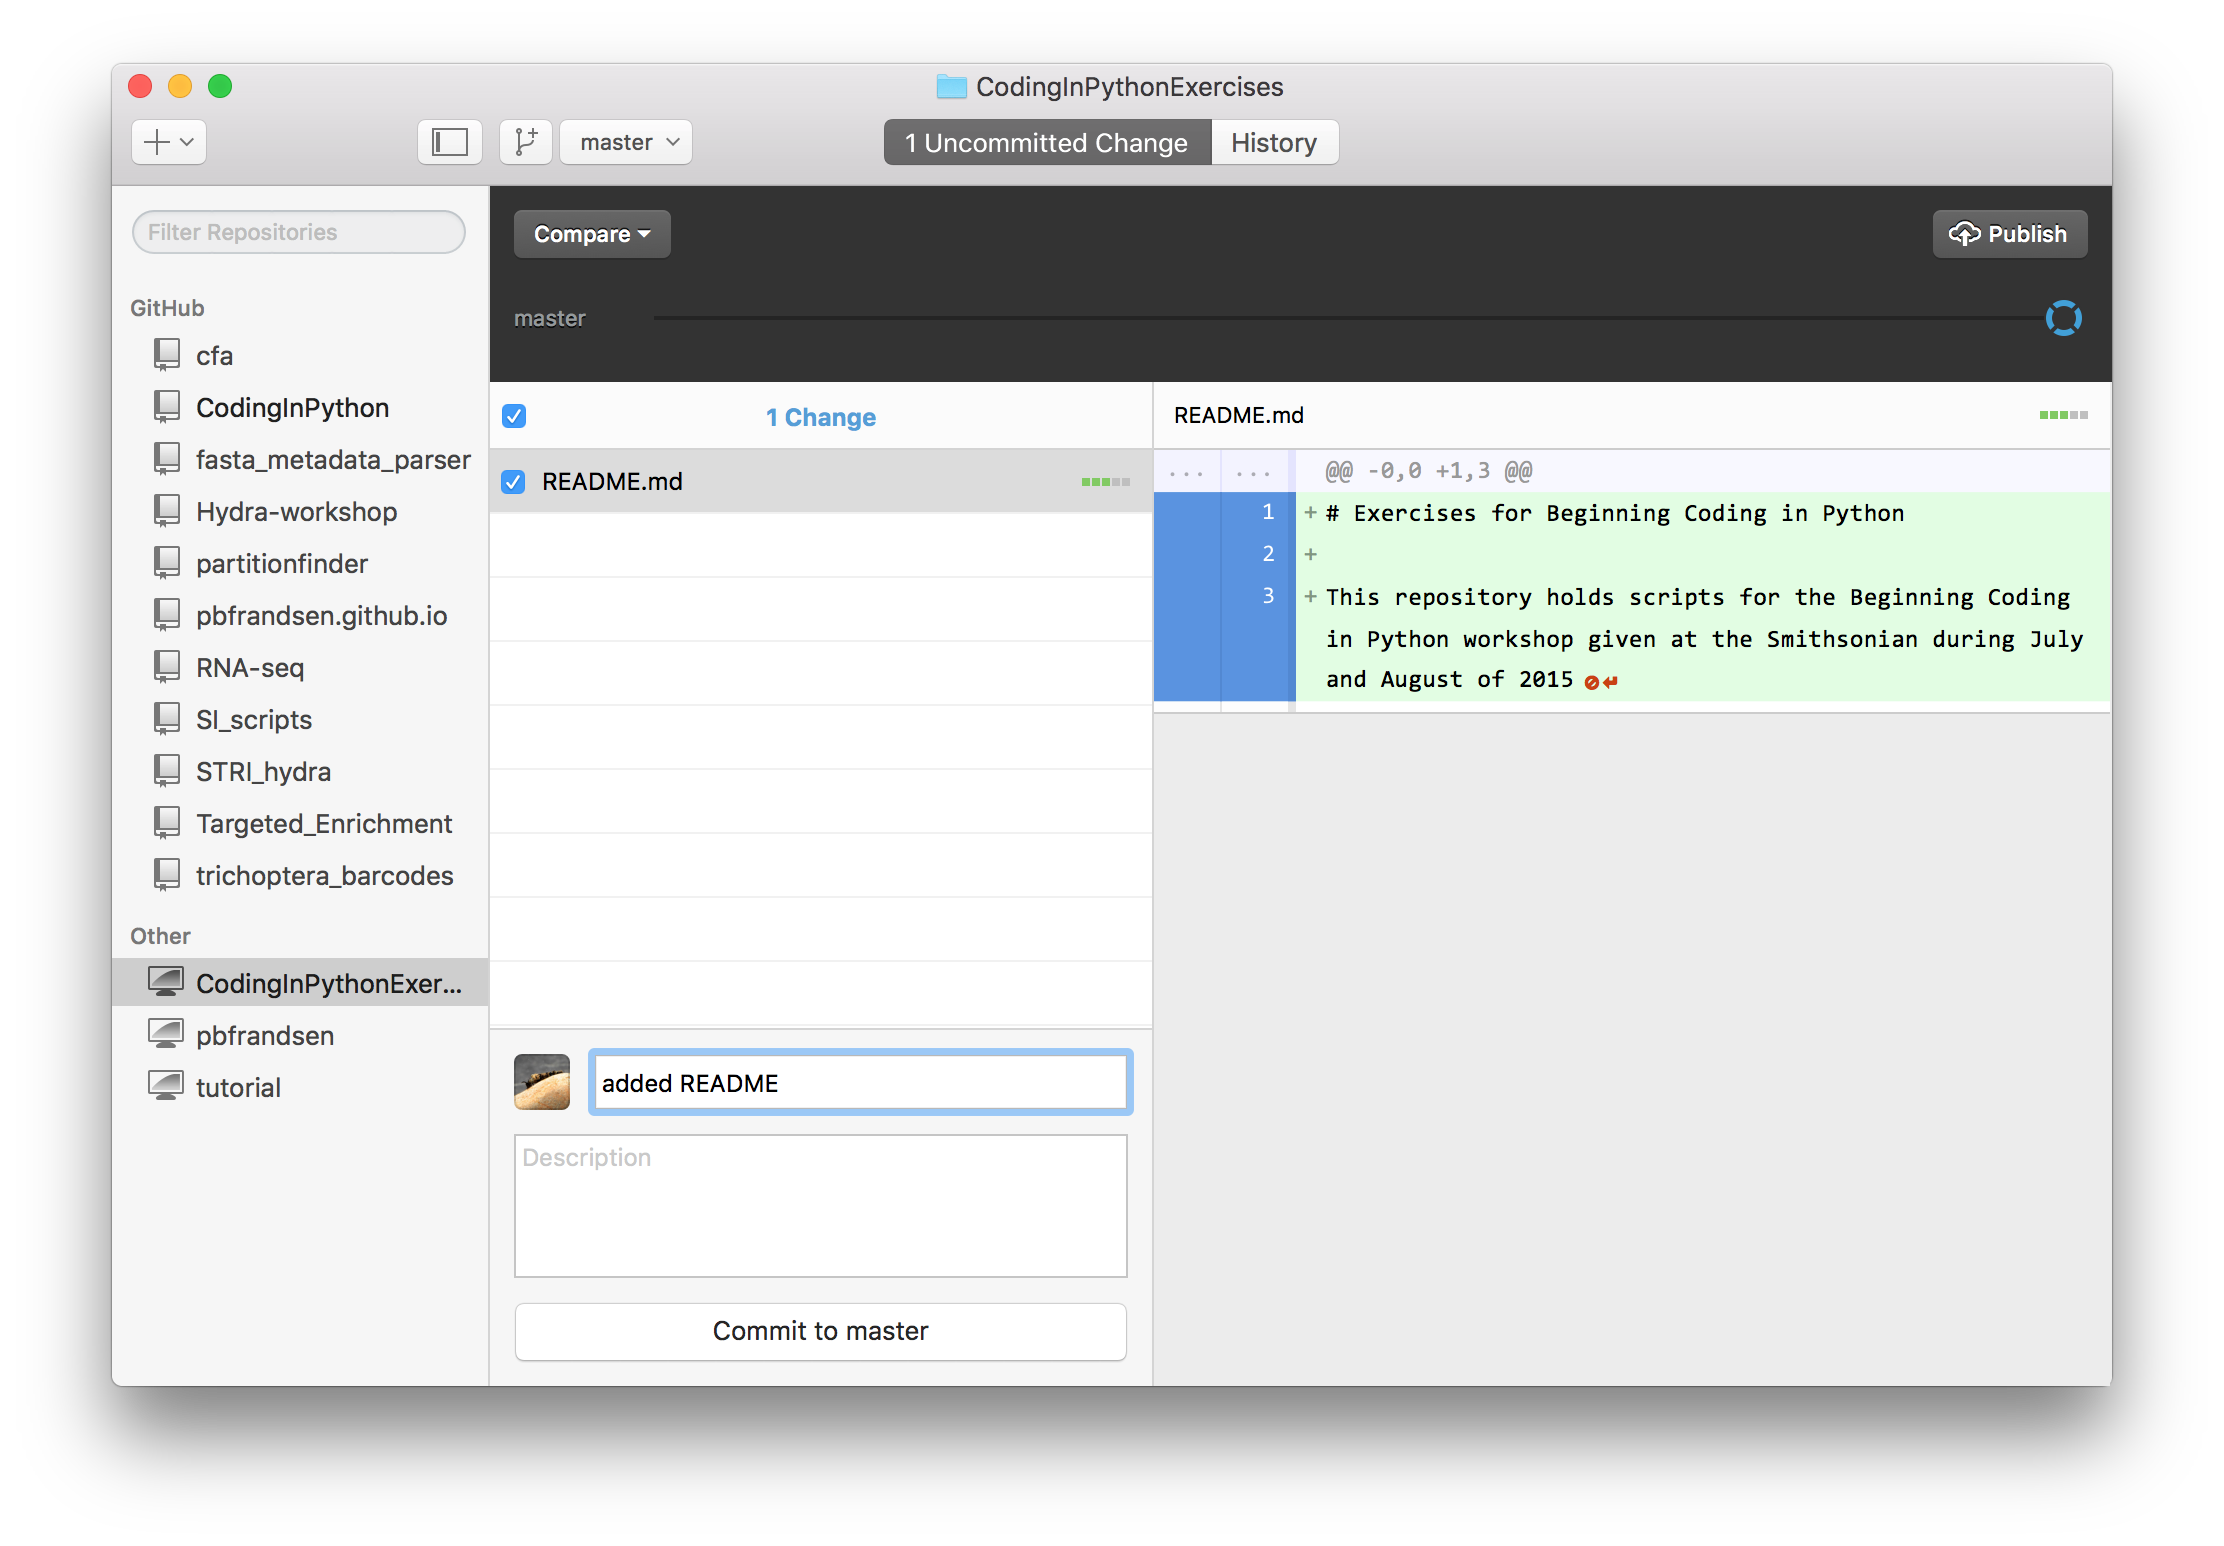 CodingInPythonExercises
master
1 Uncommitted Change
History
Filter Repositories
GitHub
cfa
CodingInPython
fasta_metadata_parser
Hydra-workshop
partitionfinder
pbfrandsen.github.io
RNA-seq
SI_scripts
STRI_hydra
Targeted_Enrichment
trichoptera_barcodes
Other
CodingInPythonExer...
pbfrandsen
tutorial
Compare
Publish
master
1 Change
README.md
added README
Description
Commit to master
README.md
... ... @@ -0,0 +1,3 @@
1 + # Exercises for Beginning Coding in Python
2 +
3 + This repository holds scripts for the Beginning Coding
in Python workshop given at the Smithsonian during July
and August of 2015